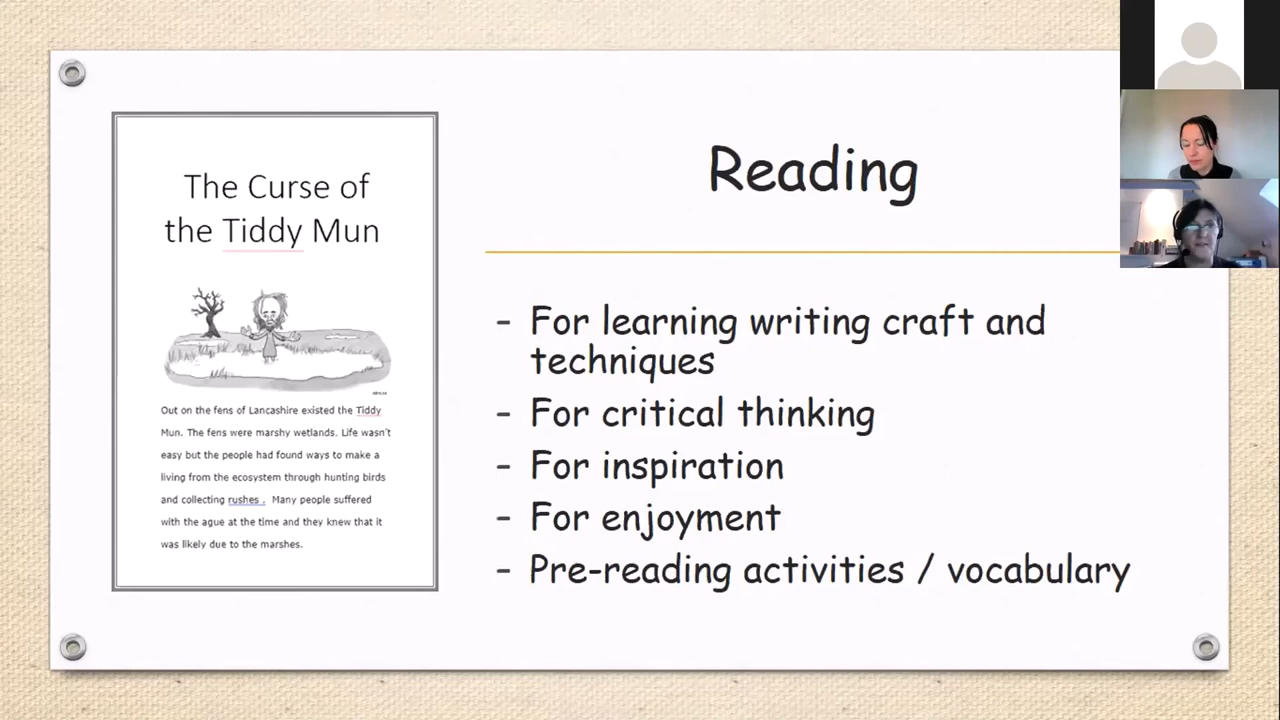 The Curse of
the Tiddy Mun
Out on the fens of Lancashire existed the Tiddy
Mun. The fens were marshy wetlands. Life wasn't
easy but the people had found ways to make a
living from the ecosystem through hunting birds
and collecting rushes . Many people suffered
with the ague at the time and they knew that it
was likely due to the marshes.
Reading
- For learning writing craft and
techniques
- For critical thinking
- For inspiration
- For enjoyment
- Pre-reading activities / vocabulary